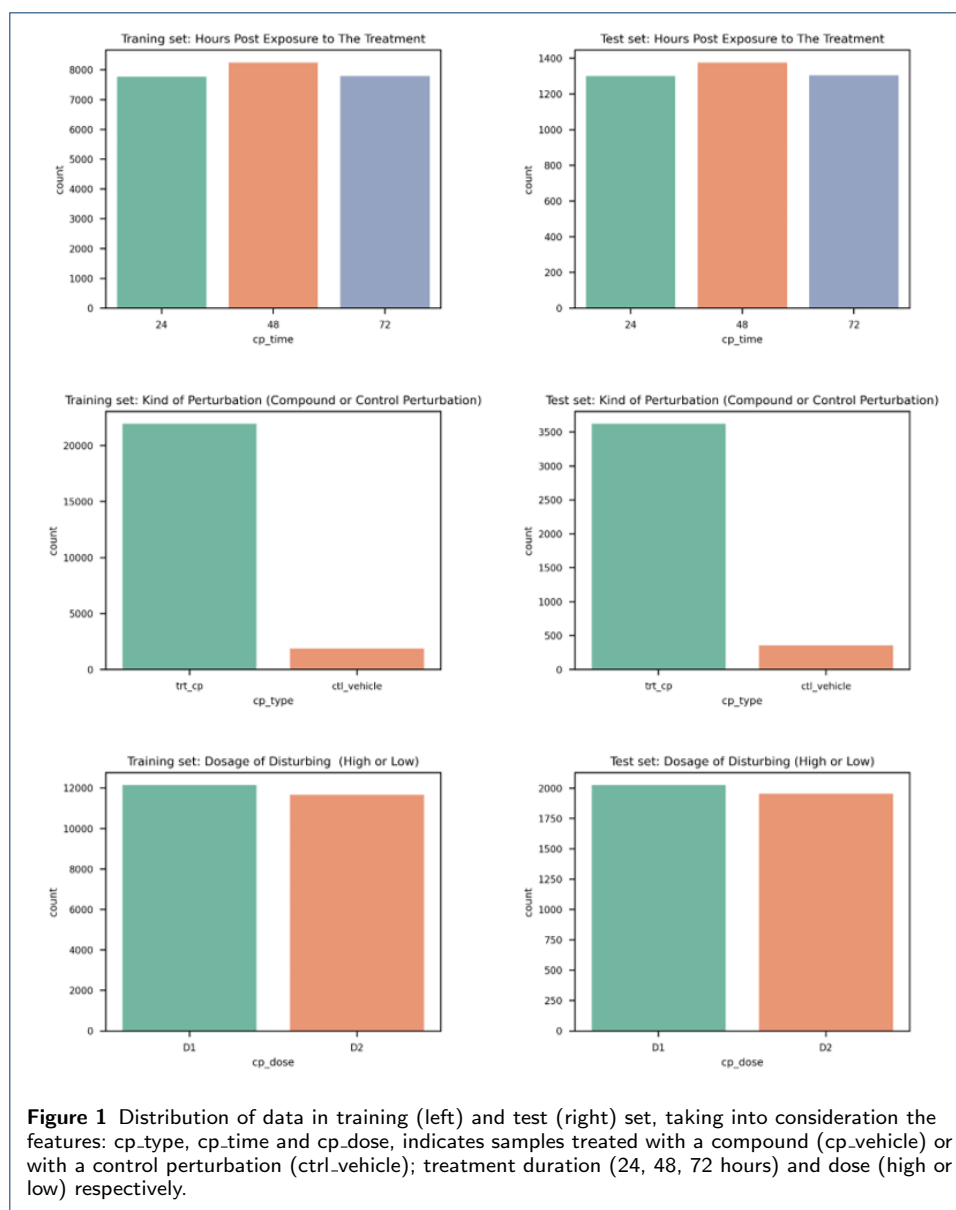 Traning set: Hours Post Exposure to The Treatment
8000
7000
6000
5000
4000
3000
2000
1000
0
count
24 48 72
cp_time
Test set: Hours Post Exposure to The Treatment
1400
1200
1000
800
600
400
200
0
count
24 48 72
cp_time
Training set: Kind of Perturbation (Compound or Control Perturbation)
20000
15000
10000
5000
0
count
trt_cp ctl_vehicle
cp_type
Test set: Kind of Perturbation (Compound or Control Perturbation)
3500
3000
2500
2000
1500
1000
500
0
count
trt_cp ctl_vehicle
cp_type
Training set: Dosage of Disturbing (High or Low)
12000
10000
8000
6000
4000
2000
0
count
D1 D2
cp_dose
Test set: Dosage of Disturbing (High or Low)
2000
1750
1500
1250
1000
750
500
250
0
count
D1 D2
cp_dose
Figure 1 Distribution of data in training (left) and test (right) set, taking into consideration the
features: cp_type, cp_time and cp_dose, indicates samples treated with a compound (cp_vehicle) or
with a control perturbation (ctrl_vehicle); treatment duration (24, 48, 72 hours) and dose (high or
low) respectively.